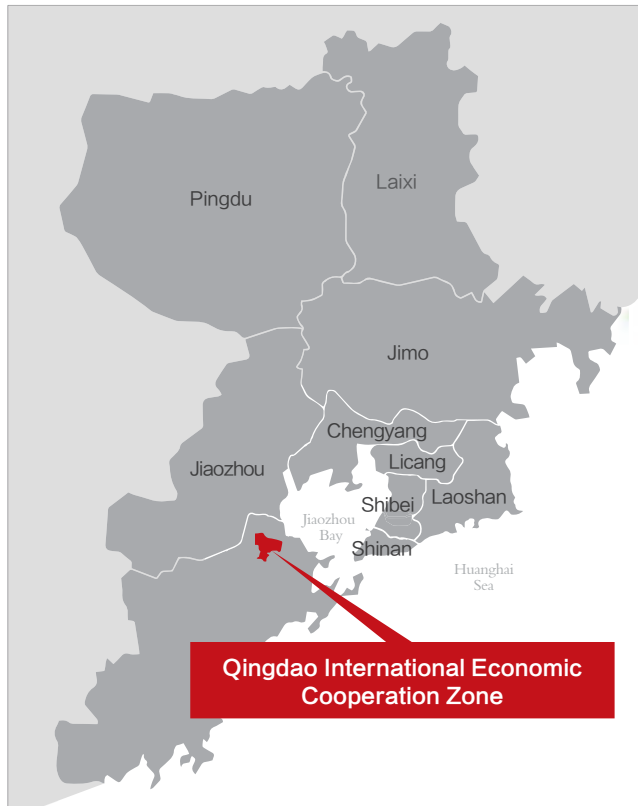 Laixi
Pingdu
Jimo
Chengyang
Licang
Jiaozhou
Laoshan
Shibei
Jiaozhou
Bay
Shinan
Huanghai
Sea
Qingdao International Economic
Cooperation Zone